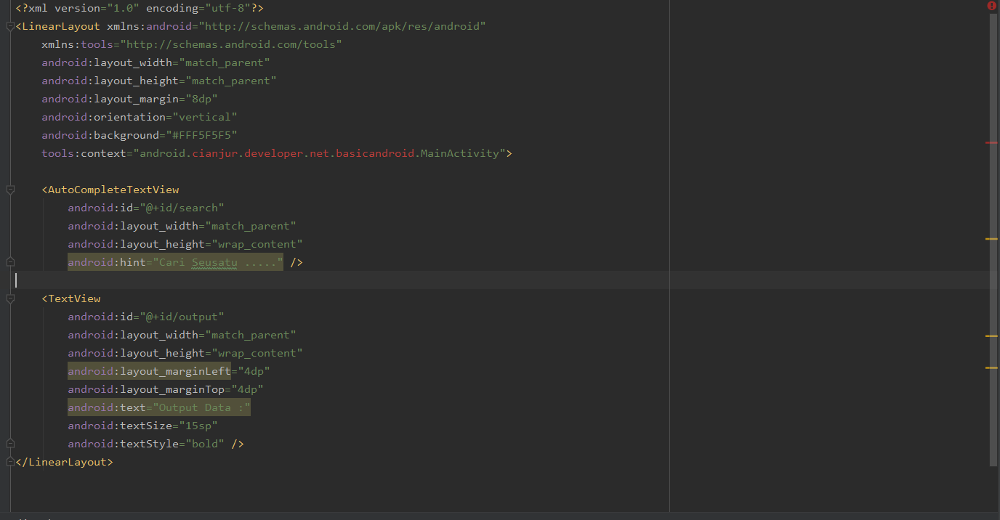 <?xml version="1.0" encoding="utf-8"?>
<LinearLayout xmlns:android="http://schemas.android.com/apk/res/android"
    xmlns:tools="http://schemas.android.com/tools"
    android:layout_width="match_parent"
    android:layout_height="match_parent"
    android:layout_margin="8dp"
    android:orientation="vertical"
    android:background="#FFF5F5F5"
    tools:context="android.cianjur.developer.net.basicandroid.MainActivity">
    <AutoCompleteTextView
        android:id="@+id/search"
        android:layout_width="match_parent"
        android:layout_height="wrap_content"
        android:hint="Cari Seusatu ....." />
    <TextView
        android:id="@+id/output"
        android:layout_width="match_parent"
        android:layout_height="wrap_content"
        android:layout_marginLeft="4dp"
        android:layout_marginTop="4dp"
        android:text="Output Data :"
        android:textSize="15sp"
        android:textStyle="bold" />
</LinearLayout>